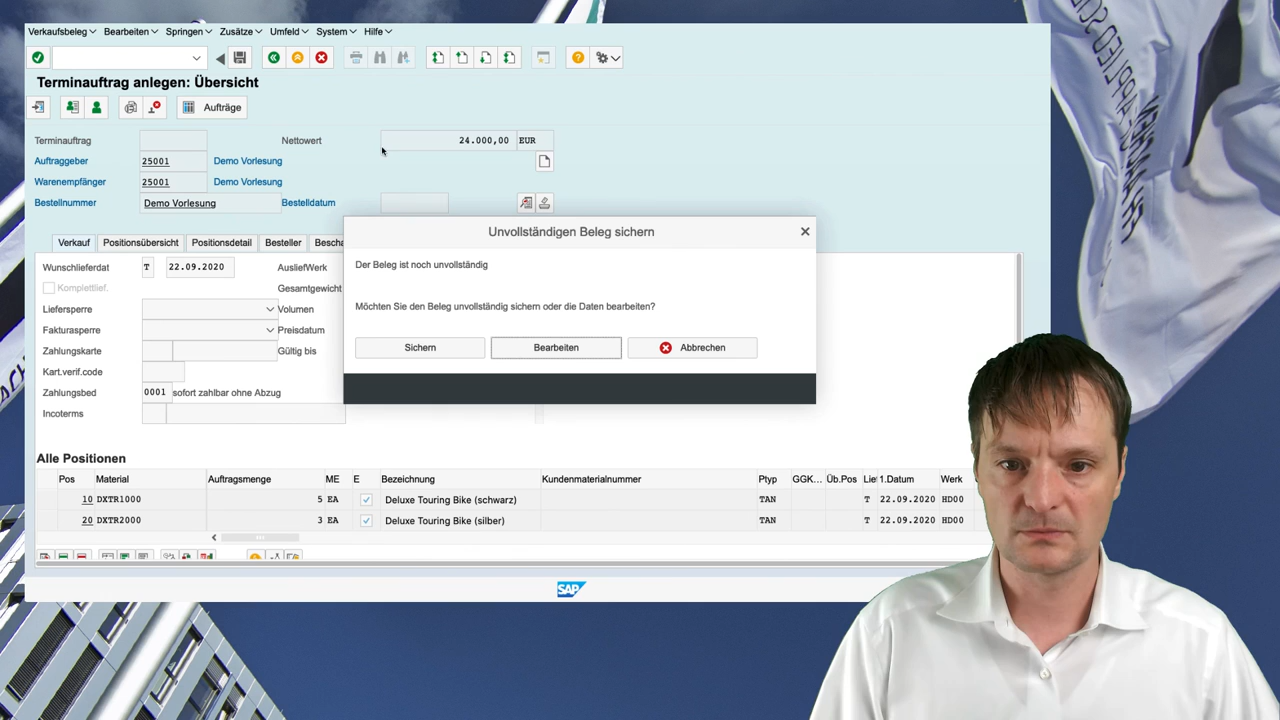 Verkaufsbeleg Bearbeiten Springen Zusätze Umfeld System Hilfe
Terminauftrag anlegen: Übersicht
Aufträge
Terminauftrag Nettowert 24.000,00 EUR
Auftraggeber 25001 Demo Vorlesung
Warenempfänger 25001 Demo Vorlesung
Bestellnummer Demo Vorlesung Bestelldatum
Unvollständigen Beleg sichern
Der Beleg ist noch unvollständig
Möchten Sie den Beleg unvollständig sichern oder die Daten bearbeiten?
Sichern Bearbeiten Abbrechen
Verkauf Positionsübersicht Positionsdetail Besteller
Wunschlieferdat T 22.09.2020 AusliefWerk
Komplettlief. Gesamtgewicht
Liefersperre Volumen
Fakturasperre Preisdatum
Zahlungskarte Gültig bis
Kart.verif.code
Zahlungsbed 0001 sofort zahlbar ohne Abzug
Incoterms
Alle Positionen
Pos Material Auftragsmenge ME E Bezeichnung Kundenmaterialnummer Ptyp GGK... Üb.Pos Lief 1.Datum Werk
10 DXTR1000 5 EA Deluxe Touring Bike (schwarz) TAN T 22.09.2020 HD00
20 DXTR2000 3 EA Deluxe Touring Bike (silber) TAN T 22.09.2020 HD00
SAP